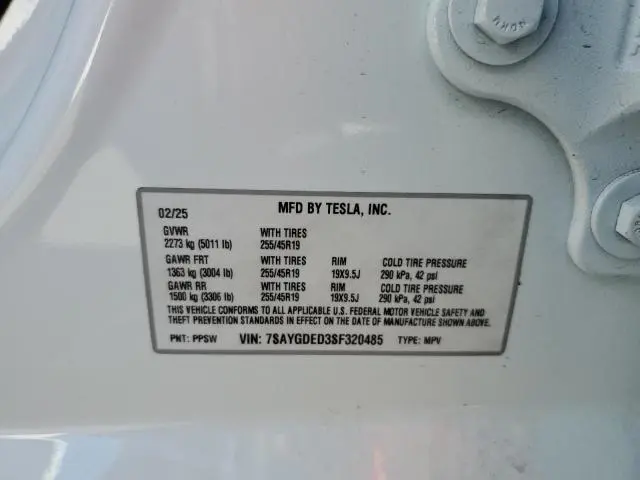 NDKY
02/25 MFD BY TESLA, INC.
GVWR WITH TIRES
2273 kg (5011 lb) 255/45R19
GAWR FRT WITH TIRES RIM COLD TIRE PRESSURE
1363 kg (3004 lb) 255/45R19 19X9.5J 290 kPa, 42 psi
GAWR RR WITH TIRES RIM COLD TIRE PRESSURE
1500 kg (3306 lb) 255/45R19 19X9.5J 290 kPa, 42 psi
THIS VEHICLE CONFORMS TO ALL APPLICABLE U.S. FEDERAL MOTOR VEHICLE SAFETY AND
THEFT PREVENTION STANDARDS IN EFFECT ON THE DATE OF MANUFACTURE SHOWN ABOVE.
PNT: PPSW VIN: 7SAYGDED3SF320485 TYPE: MPV